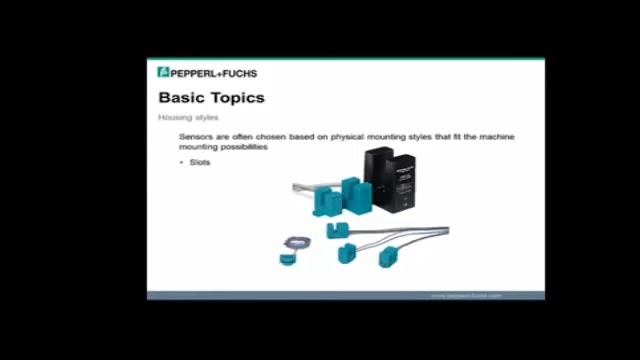 PEPPERL+FUCHS
Basic Topics
Housing styles
Sensors are often chosen based on physical mounting styles that fit the machine
mounting possibilities
• Slots
www.pepperl-fuchs.com